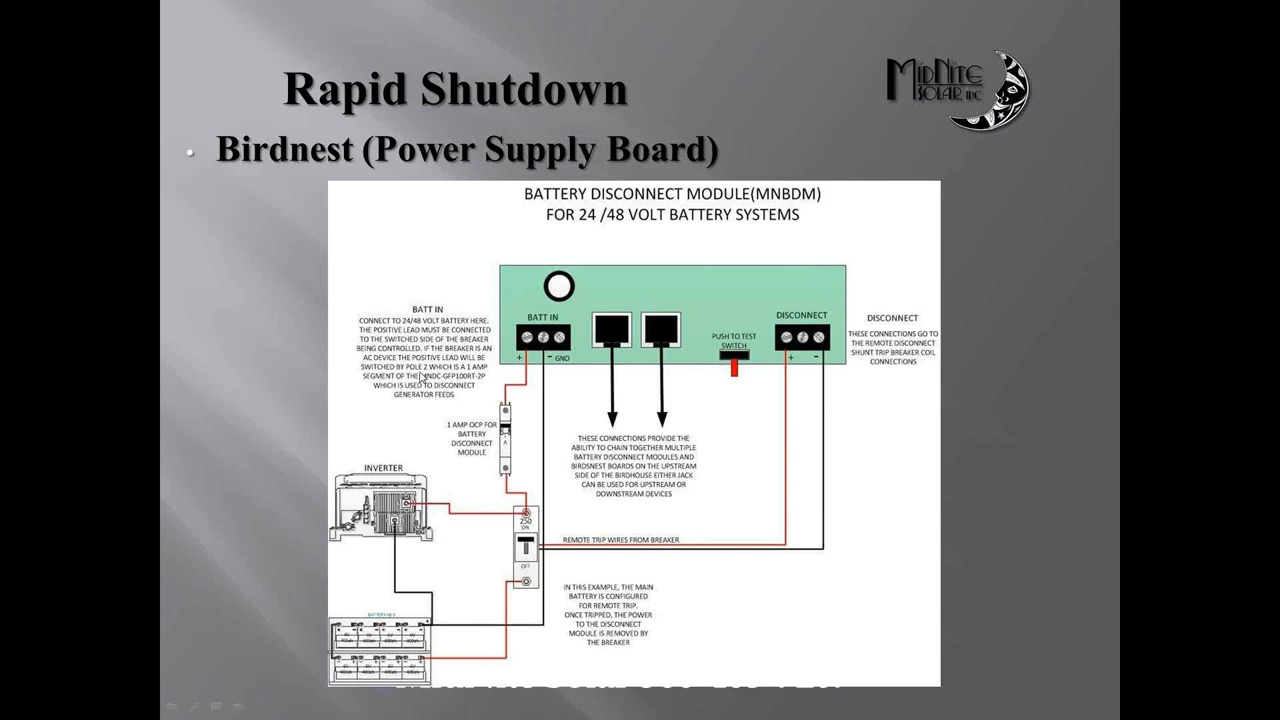 Rapid Shutdown
MIDNITE
SOLAR, INC
• Birdnest (Power Supply Board)
BATTERY DISCONNECT MODULE(MNBDM)
FOR 24 /48 VOLT BATTERY SYSTEMS
BATT IN
CONNECT TO 24/48 VOLT BATTERY HERE.
THE POSITIVE LEAD MUST BE CONNECTED
TO THE SWITCHED SIDE OF THE BREAKER
BEING CONTROLLED. IF THE BREAKER IS AN
AC DEVICE THE POSITIVE LEAD WILL BE
SWITCHED BY POLE 2 WHICH IS A 1 AMP
SEGMENT OF THE MNDC-GFP100RT-2P
WHICH IS USED TO DISCONNECT
GENERATOR FEEDS
BATT IN
+ - GND
PUSH TO TEST
SWITCH
DISCONNECT
+ -
DISCONNECT
THESE CONNECTIONS GO TO
THE REMOTE DISCONNECT
SHUNT TRIP BREAKER COIL
CONNECTIONS
1 AMP OCP FOR
BATTERY
DISCONNECT
MODULE
THESE CONNECTIONS PROVIDE THE
ABILITY TO CHAIN TOGETHER MULTIPLE
BATTERY DISCONNECT MODULES AND
BIRDSNEST BOARDS ON THE UPSTREAM
SIDE OF THE BIRDHOUSE EITHER JACK
CAN BE USED FOR UPSTREAM OR
DOWNSTREAM DEVICES
INVERTER
250
ON
OFF
REMOTE TRIP WIRES FROM BREAKER
IN THIS EXAMPLE, THE MAIN
BATTERY IS CONFIGURED
FOR REMOTE TRIP.
ONCE TRIPPED, THE POWER
TO THE DISCONNECT
MODULE IS REMOVED BY
THE BREAKER